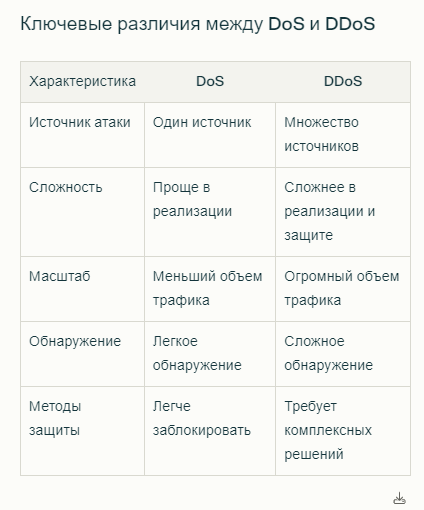 Ключевые различия между DoS и DDoS
Характеристика DoS DDoS
Источник атаки Один источник Множество
источников
Сложность Проще в Сложнее в
реализации реализации и
защите
Масштаб Меньший объем Огромный объем
трафика трафика
Обнаружение Легкое Сложное
обнаружение обнаружение
Методы Легче Требует
защиты заблокировать комплексных
решений